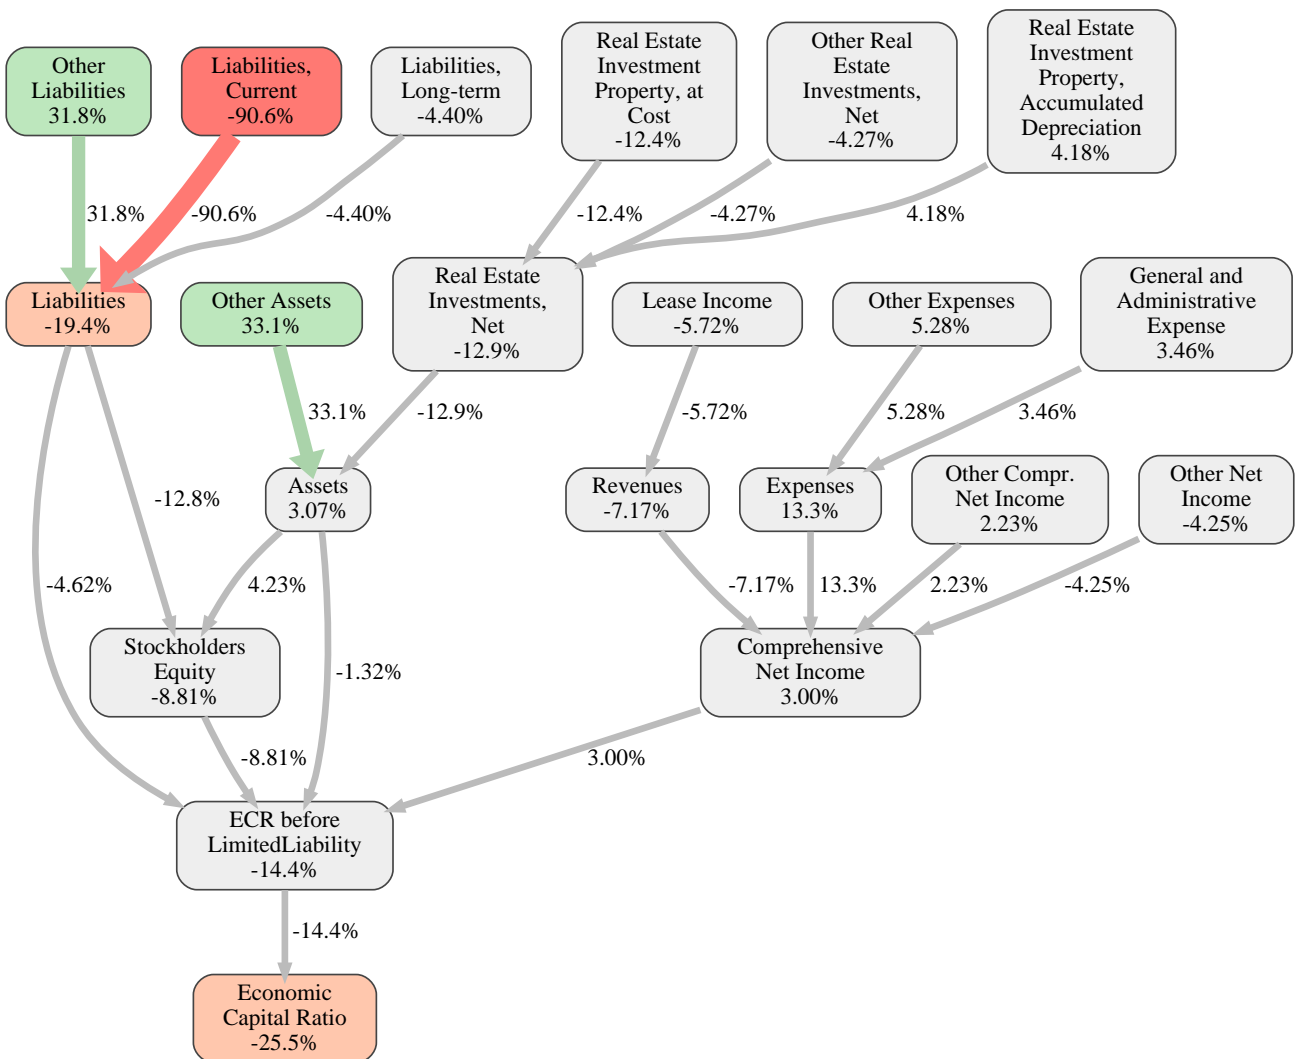 Other
Liabilities
31.8%
Liabilities,
Current
-90.6%
Liabilities,
Long-term
-4.40%
Real Estate
Investment
Property, at
Cost
-12.4%
Other Real
Estate
Investments,
Net
-4.27%
Real Estate
Investment
Property,
Accumulated
Depreciation
4.18%
31.8%
-90.6%
-4.40%
-12.4%
-4.27%
4.18%
Liabilities
-19.4%
Other Assets
33.1%
Real Estate
Investments,
Net
-12.9%
Lease Income
-5.72%
Other Expenses
5.28%
General and
Administrative
Expense
3.46%
33.1%
-12.9%
-5.72%
5.28%
3.46%
-12.8%
Assets
3.07%
Revenues
-7.17%
Expenses
13.3%
Other Compr.
Net Income
2.23%
Other Net
Income
-4.25%
-4.62%
4.23%
-1.32%
-7.17%
13.3%
2.23%
-4.25%
Stockholders
Equity
-8.81%
Comprehensive
Net Income
3.00%
-8.81%
3.00%
ECR before
LimitedLiability
-14.4%
-14.4%
Economic
Capital Ratio
-25.5%